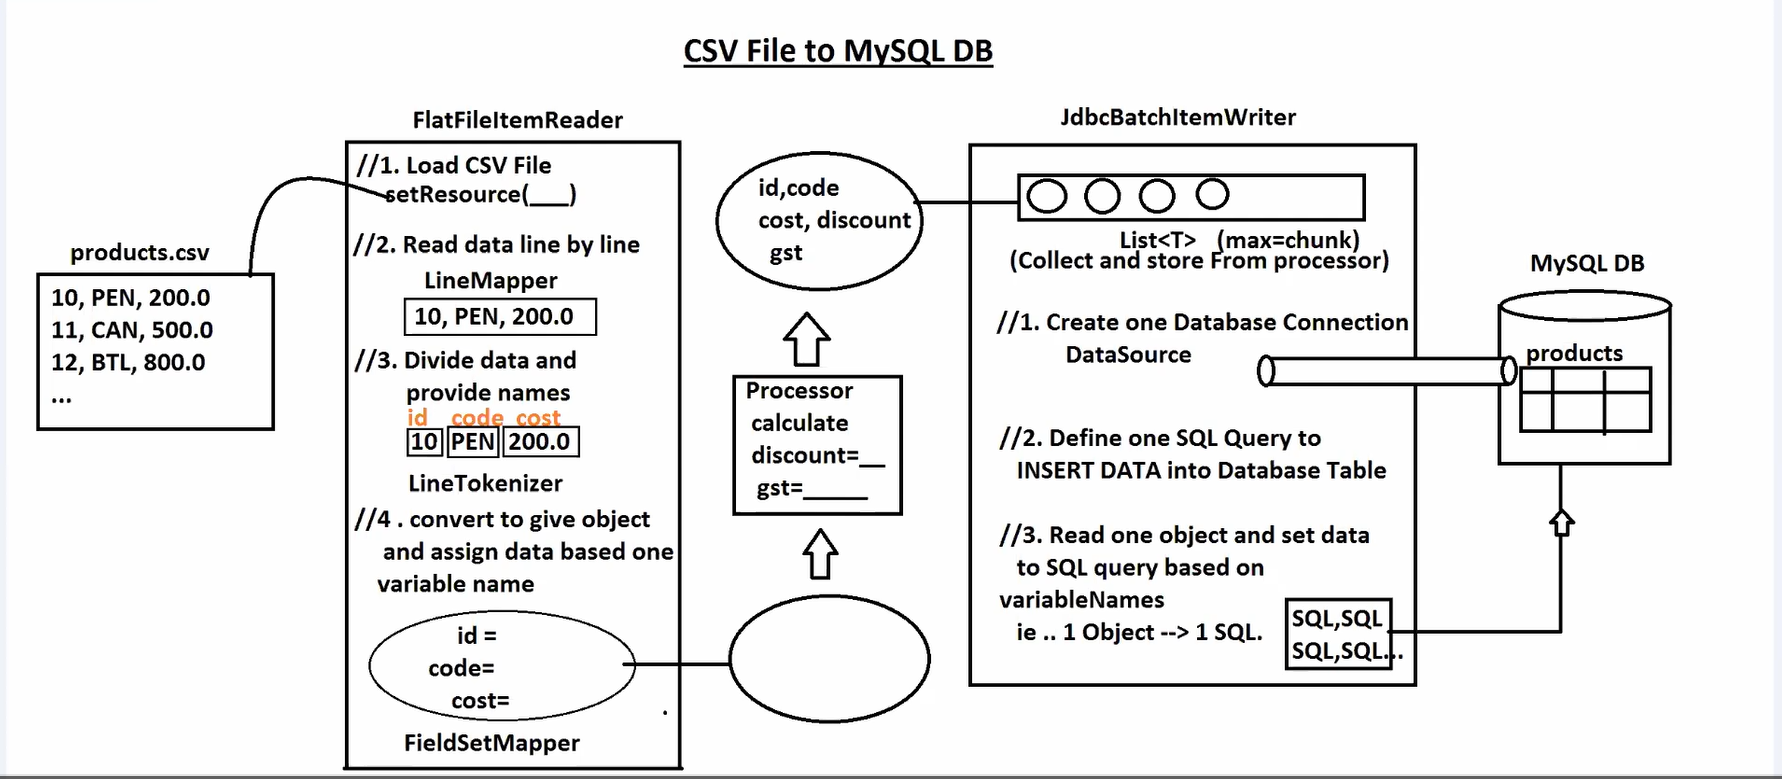 CSV File to MySQL DB
products.csv
10, PEN, 200.0
11, CAN, 500.0
12, BTL, 800.0
...
FlatFileItemReader
//1. Load CSV File
setResource(___)
//2. Read data line by line
LineMapper
10, PEN, 200.0
//3. Divide data and
provide names
id code cost
10 PEN 200.0
LineTokenizer
//4 . convert to give object
and assign data based one
variable name
id =
code=
cost=
FieldSetMapper
id,code
cost, discount
gst
Processor
calculate
discount=__
gst=_____
JdbcBatchItemWriter
List<T> (max=chunk)
(Collect and store From processor)
//1. Create one Database Connection
DataSource
//2. Define one SQL Query to
INSERT DATA into Database Table
//3. Read one object and set data
to SQL query based on
variableNames
ie .. 1 Object --> 1 SQL.
SQL,SQL
SQL,SQL...
MySQL DB
products